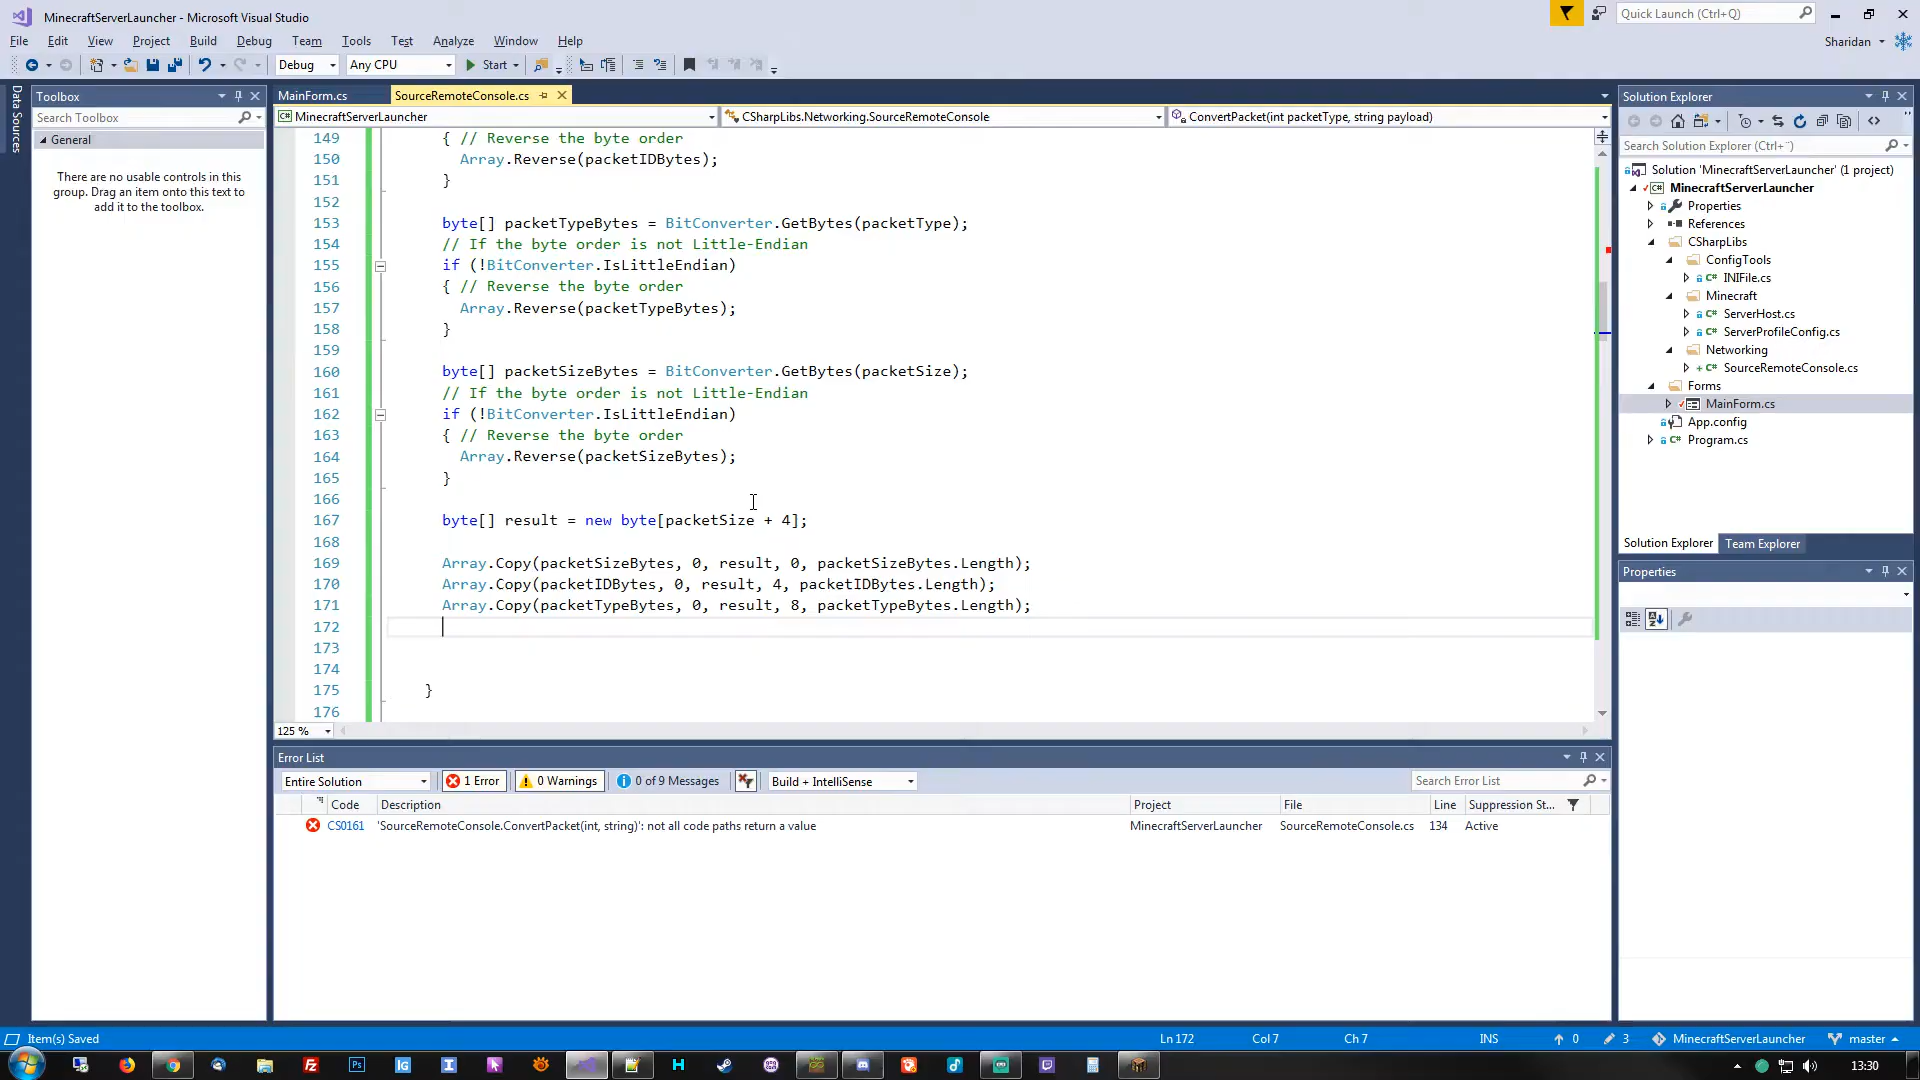 MinecraftServerLauncher - Microsoft Visual Studio
Quick Launch (Ctrl+Q)
File Edit View Project Build Debug Team Tools Test Analyze Window Help
Sharidan
Debug Any CPU Start
Data Sources
Toolbox
Search Toolbox
General
There are no usable controls in this
group. Drag an item onto this text to
add it to the toolbox.
MainForm.cs SourceRemoteConsole.cs
MinecraftServerLauncher CSharpLibs.Networking.SourceRemoteConsole ConvertPacket(int packetType, string payload)
149 { // Reverse the byte order
150 Array.Reverse(packetIDBytes);
151 }
152
153 byte[] packetTypeBytes = BitConverter.GetBytes(packetType);
154 // If the byte order is not Little-Endian
155 if (!BitConverter.IsLittleEndian)
156 { // Reverse the byte order
157 Array.Reverse(packetTypeBytes);
158 }
159
160 byte[] packetSizeBytes = BitConverter.GetBytes(packetSize);
161 // If the byte order is not Little-Endian
162 if (!BitConverter.IsLittleEndian)
163 { // Reverse the byte order
164 Array.Reverse(packetSizeBytes);
165 }
166
167 byte[] result = new byte[packetSize + 4];
168
169 Array.Copy(packetSizeBytes, 0, result, 0, packetSizeBytes.Length);
170 Array.Copy(packetIDBytes, 0, result, 4, packetIDBytes.Length);
171 Array.Copy(packetTypeBytes, 0, result, 8, packetTypeBytes.Length);
172
173
174
175 }
176
125 %
Error List
Entire Solution 1 Error 0 Warnings 0 of 9 Messages Build + IntelliSense Search Error List
Code Description Project File Line Suppression St...
CS0161 'SourceRemoteConsole.ConvertPacket(int, string)': not all code paths return a value MinecraftServerLauncher SourceRemoteConsole.cs 134 Active
Solution Explorer
Search Solution Explorer (Ctrl+¨)
Solution 'MinecraftServerLauncher' (1 project)
MinecraftServerLauncher
Properties
References
CSharpLibs
ConfigTools
INIFile.cs
Minecraft
ServerHost.cs
ServerProfileConfig.cs
Networking
SourceRemoteConsole.cs
Forms
MainForm.cs
App.config
Program.cs
Solution Explorer Team Explorer
Properties
Item(s) Saved Ln 172 Col 7 Ch 7 INS 0 3 MinecraftServerLauncher master
13:30